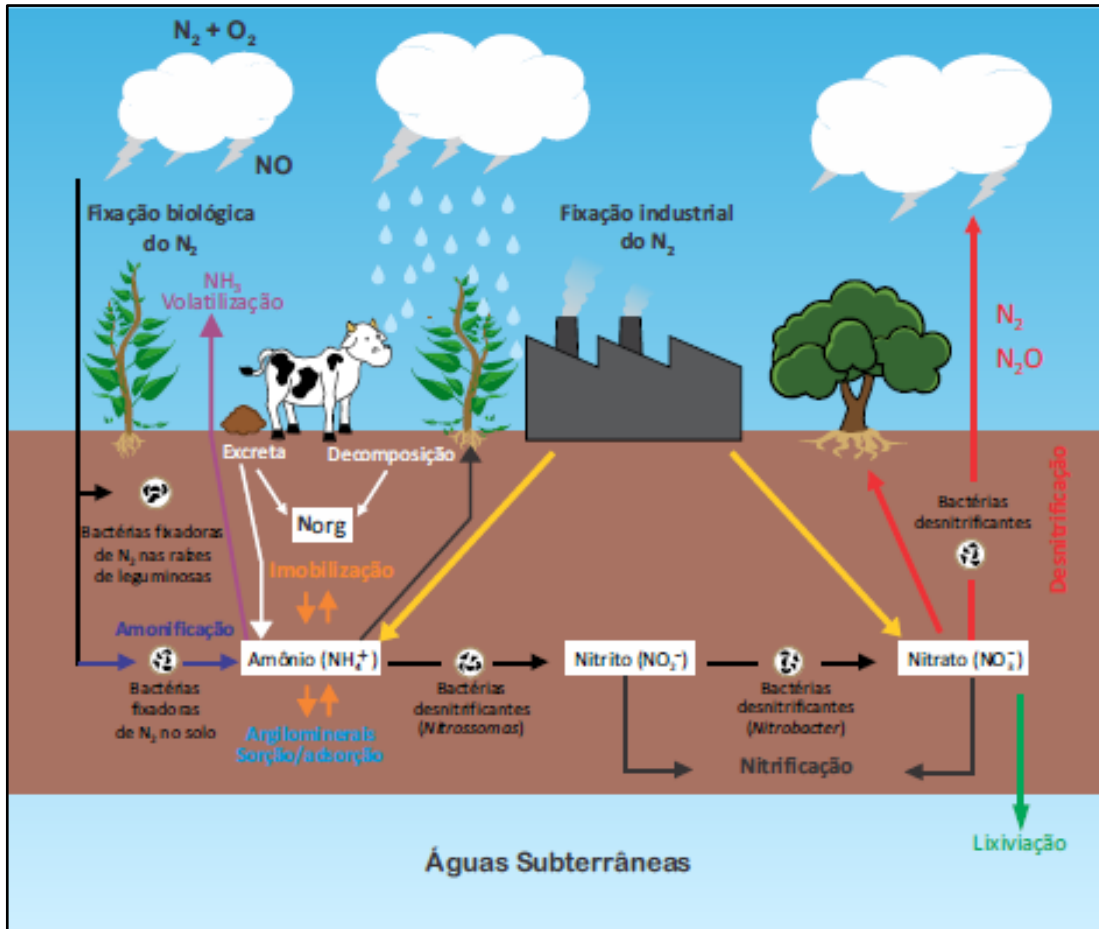 N₂ + O₂
NO
Fixação biológica
do N₂
Fixação industrial
do N₂
NH₃
Volatilização
N₂
N₂O
Excreta
Decomposição
Norg
Bactérias fixadoras
de N₂ nas raízes
de leguminosas
Imobilização
Bactérias
desnitrificantes
Desnitrificação
Amonificação
Amônio (NH₄⁺)
Nitrito (NO₂⁻)
Nitrato (NO₃⁻)
Bactérias
fixadoras
de N₂ no solo
Argilominerais
Sorção/adsorção
Bactérias
desnitrificantes
(Nitrossomas)
Bactérias
desnitrificantes
(Nitrobacter)
Nitrificação
Lixiviação
Águas Subterrâneas